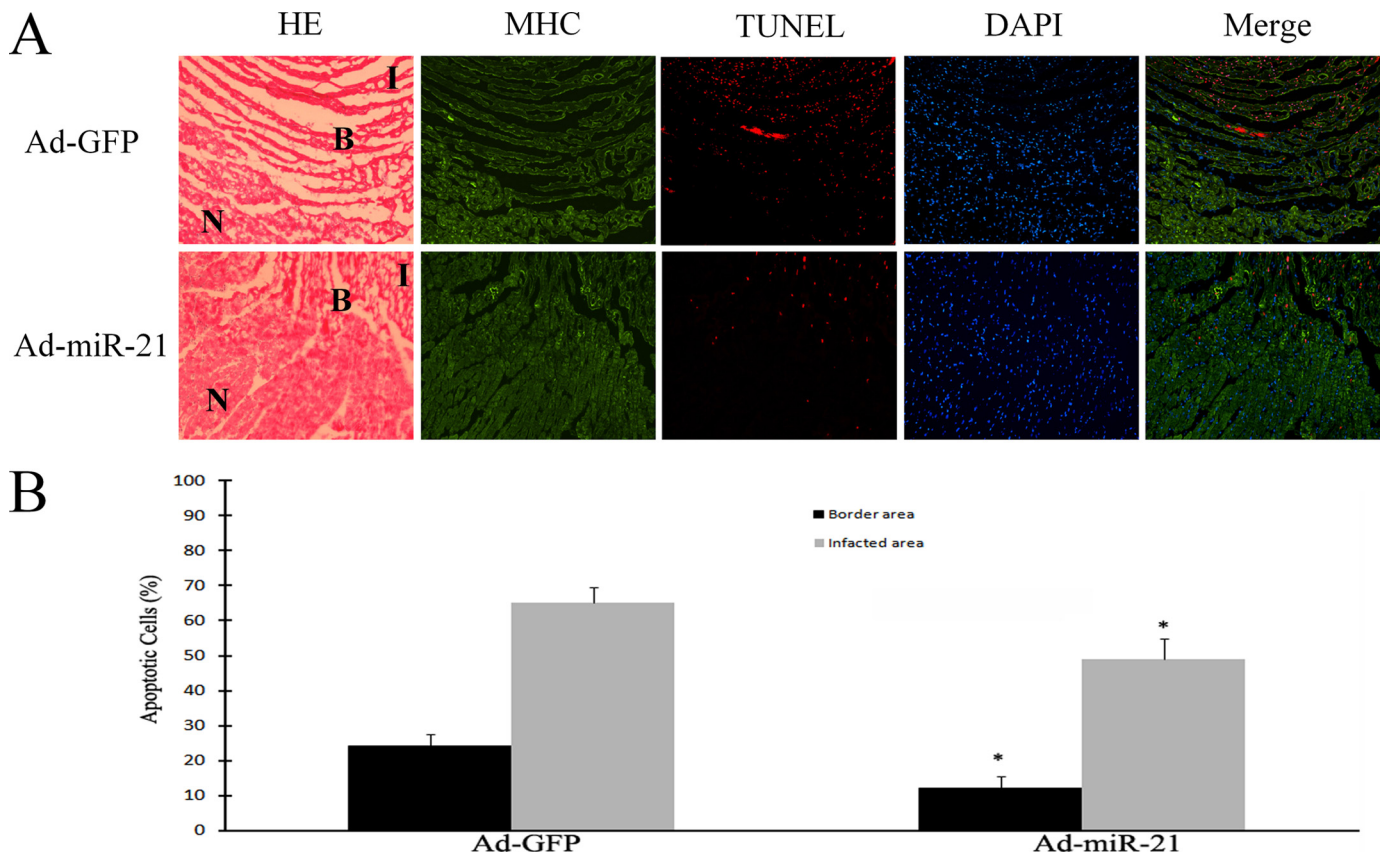 A
HE MHC TUNEL DAPI Merge
Ad-GFP
I
B
N
Ad-miR-21
I
B
N
B
Apoptotic Cells (%)
100
90
80
70
60
50
40
30
20
10
0
Border area
Infacted area
*
*
Ad-GFP Ad-miR-21